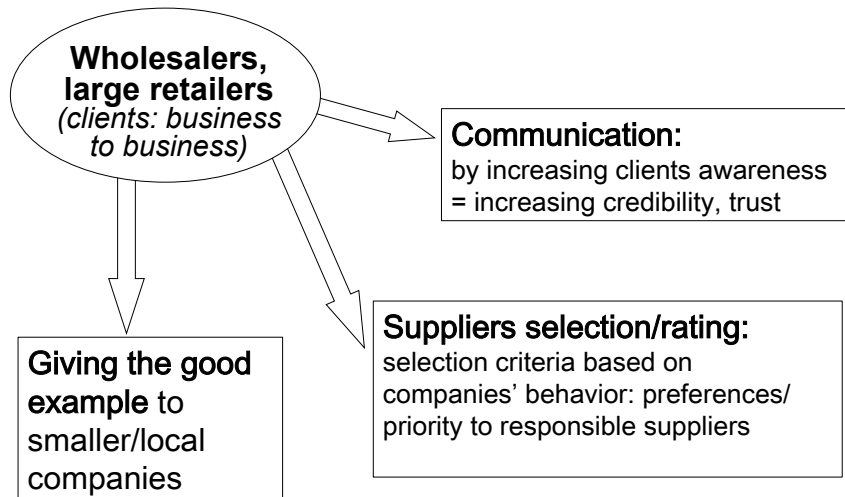 Wholesalers,
large retailers
(clients: business
to business)
Communication:
by increasing clients awareness
= increasing credibility, trust
Suppliers selection/rating:
selection criteria based on
companies’ behavior: preferences/
priority to responsible suppliers
Giving the good
example to
smaller/local
companies